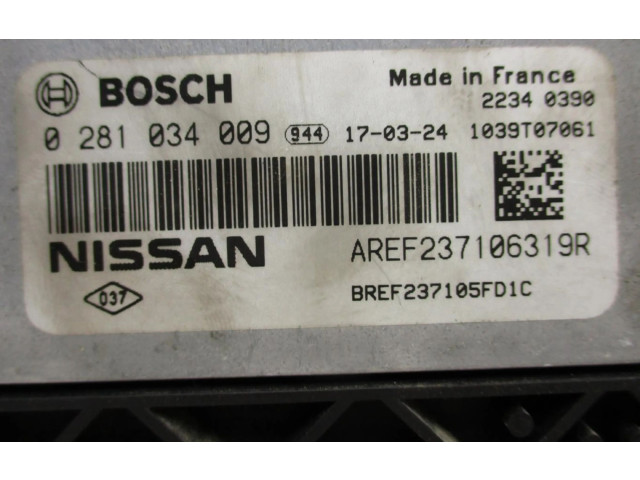 BOSCH Made in France
2234 0390
0 281 034 009 944 17-03-24 1039T07061
NISSAN AREF237106319R
037 BREF237105FD1C